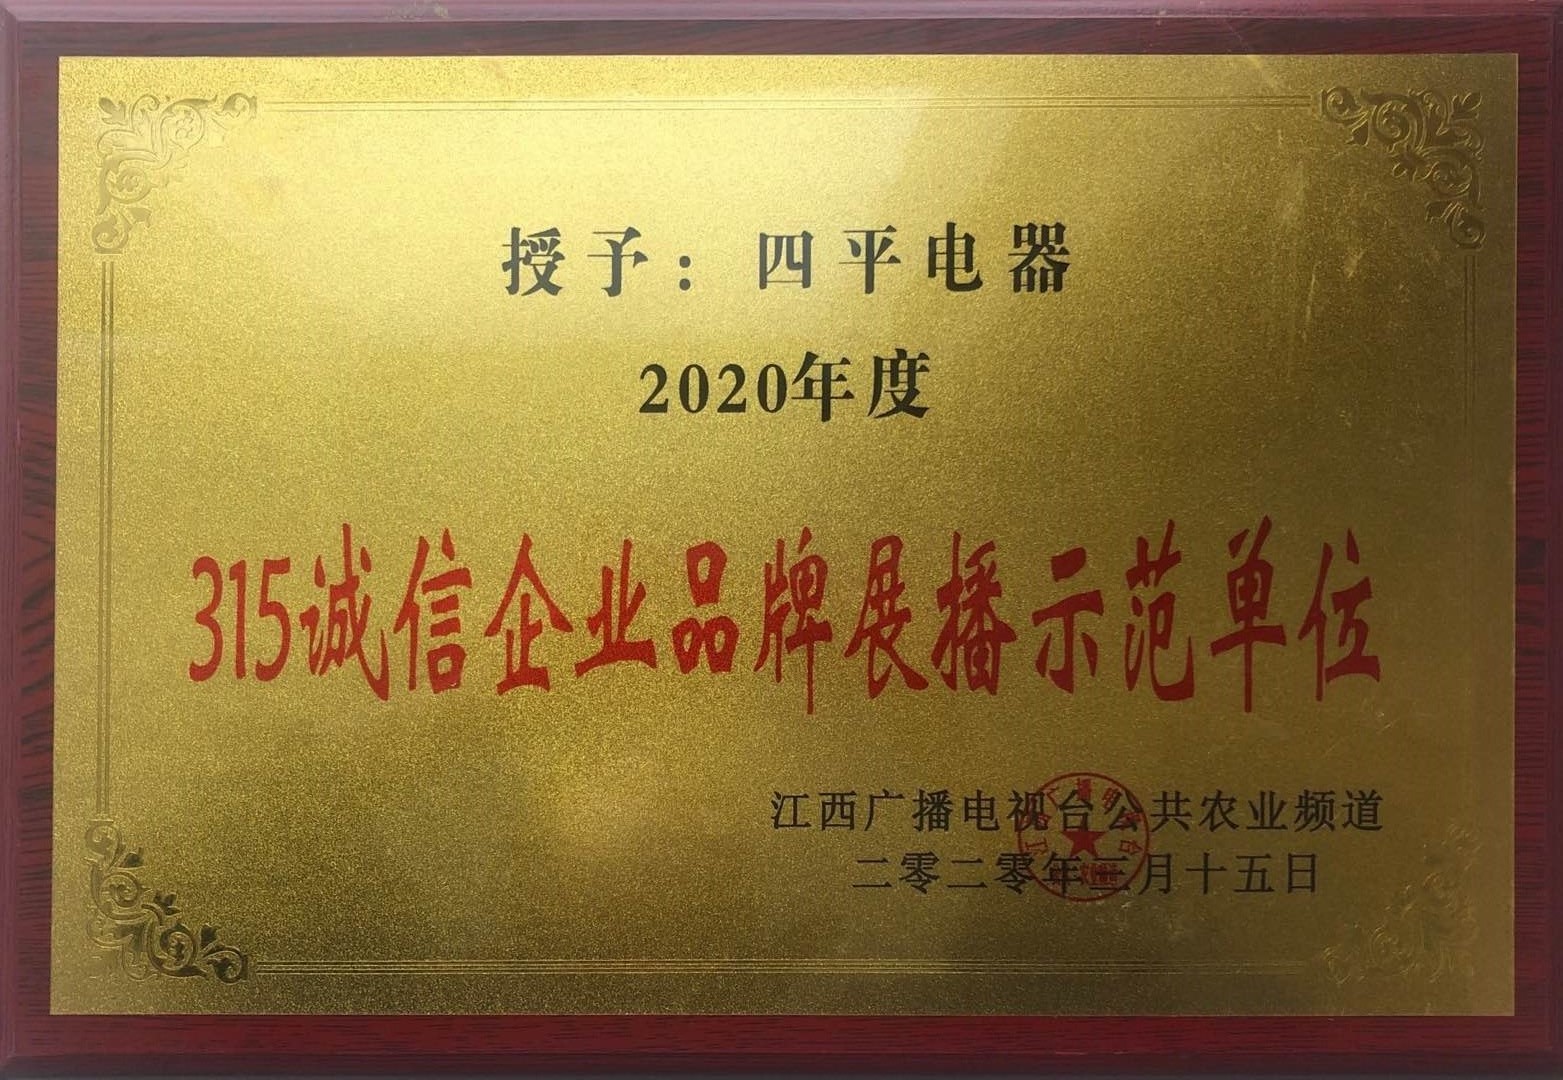 授予：四平电器
2020年度
315诚信企业品牌展播示范单位
江西广播电视台公共农业频道
二零二零年三月十五日